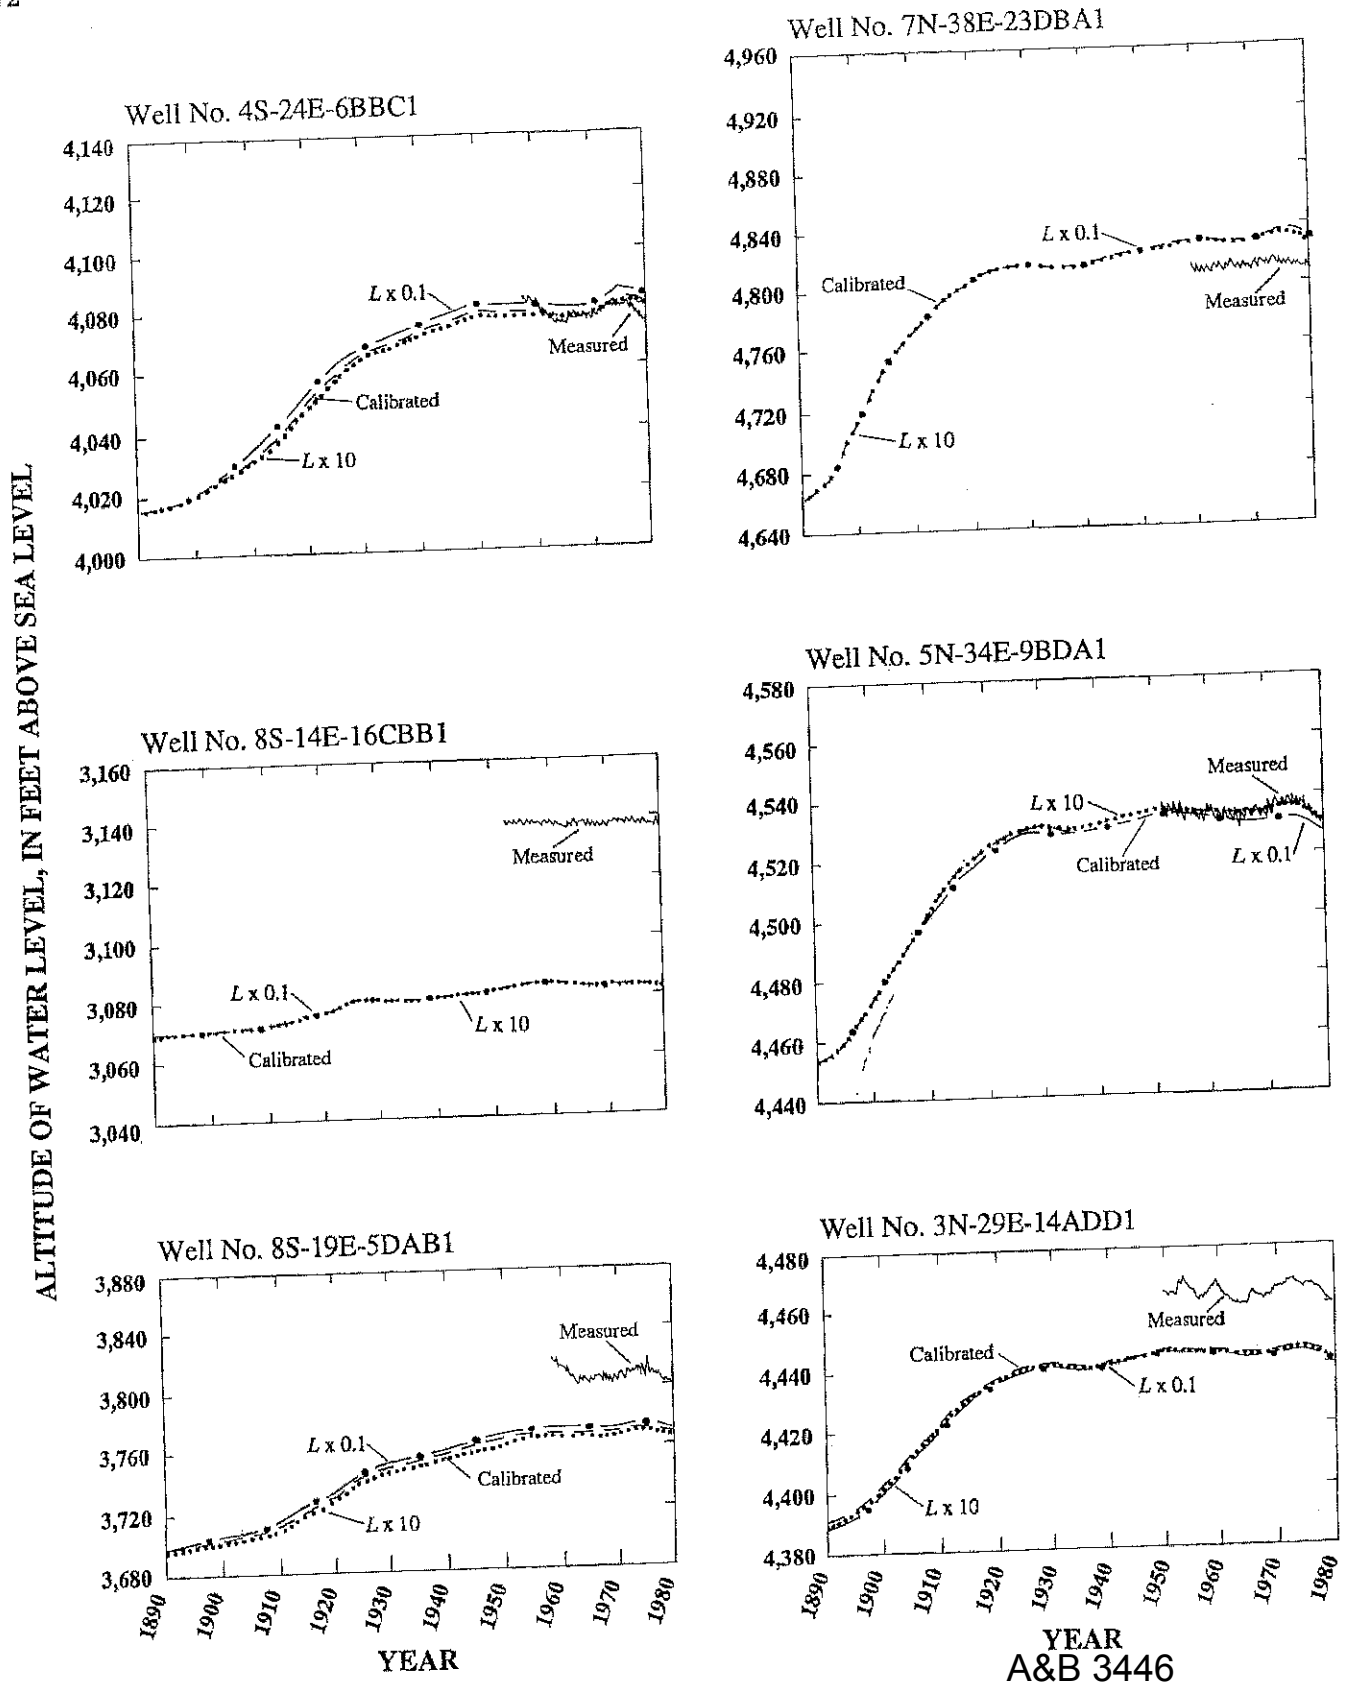 ALTITUDE OF WATER LEVEL, IN FEET ABOVE SEA LEVEL
Well No. 4S-24E-6BBC1
4,140
4,120
4,100
4,080
4,060
4,040
4,020
4,000
L x 0.1
Measured
Calibrated
L x 10
Well No. 8S-14E-16CBB1
3,160
3,140
3,120
3,100
3,080
3,060
3,040
Measured
L x 0.1
L x 10
Calibrated
Well No. 8S-19E-5DAB1
3,880
3,840
3,800
3,760
3,720
3,680
Measured
L x 0.1
Calibrated
L x 10
1890 1900 1910 1920 1930 1940 1950 1960 1970 1980
YEAR
Well No. 7N-38E-23DBA1
4,960
4,920
4,880
4,840
4,800
4,760
4,720
4,680
4,640
L x 0.1
Calibrated
Measured
L x 10
Well No. 5N-34E-9BDA1
4,580
4,560
4,540
4,520
4,500
4,480
4,460
4,440
Measured
L x 10
Calibrated
L x 0.1
Well No. 3N-29E-14ADD1
4,480
4,460
4,440
4,420
4,400
4,380
Measured
Calibrated
L x 0.1
L x 10
1890 1900 1910 1920 1930 1940 1950 1960 1970 1980
YEAR
A&B 3446